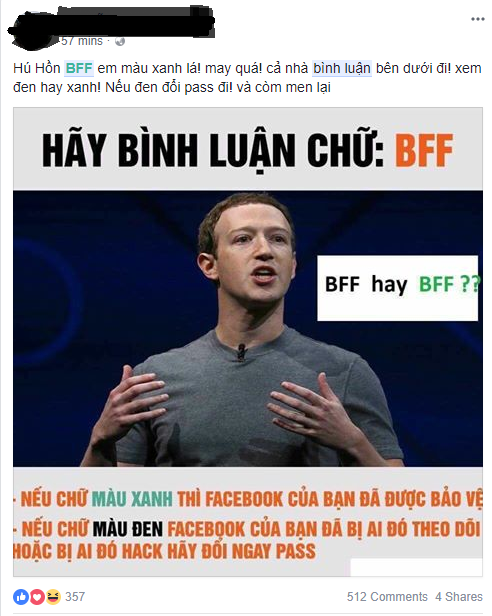 57 mins ·
Hú Hồn BFF em màu xanh lá! may quá! cả nhà bình luận bên dưới đi! xem
đen hay xanh! Nếu đen đổi pass đi! và còm men lại
HÃY BÌNH LUẬN CHỮ: BFF
BFF hay BFF ??
- NẾU CHỮ MÀU XANH THÌ FACEBOOK CỦA BẠN ĐÃ ĐƯỢC BẢO VỆ
- NẾU CHỮ MÀU ĐEN FACEBOOK CỦA BẠN ĐÃ BỊ AI ĐÓ THEO DÕI
HOẶC BỊ AI ĐÓ HACK HÃY ĐỔI NGAY PASS
357
512 Comments 4 Shares